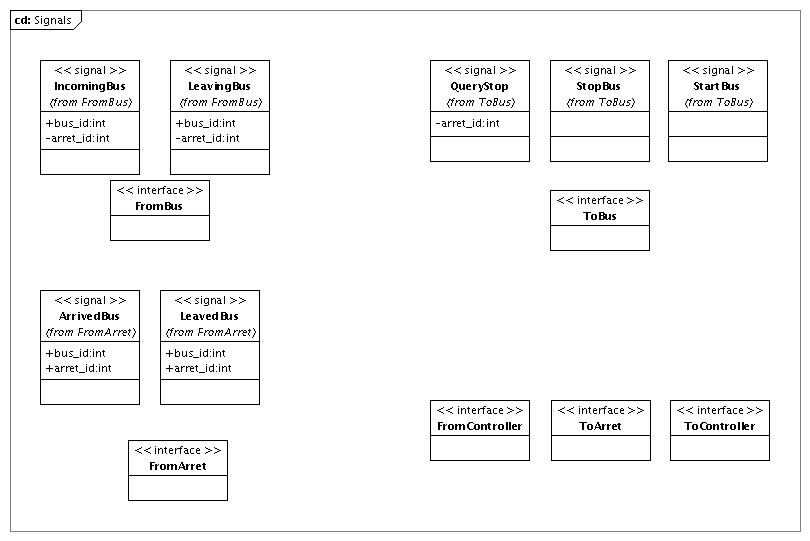 cd: Signals
<< signal >>
IncomingBus
(from FromBus)
+bus_id:int
-arret_id:int
<< signal >>
LeavingBus
(from FromBus)
+bus_id:int
-arret_id:int
<< interface >>
FromBus
<< signal >>
QueryStop
(from ToBus)
-arret_id:int
<< signal >>
StopBus
(from ToBus)
<< signal >>
StartBus
(from ToBus)
<< interface >>
ToBus
<< signal >>
ArrivedBus
(from FromArret)
+bus_id:int
+arret_id:int
<< signal >>
LeavedBus
(from FromArret)
+bus_id:int
+arret_id:int
<< interface >>
FromArret
<< interface >>
FromController
<< interface >>
ToArret
<< interface >>
ToController